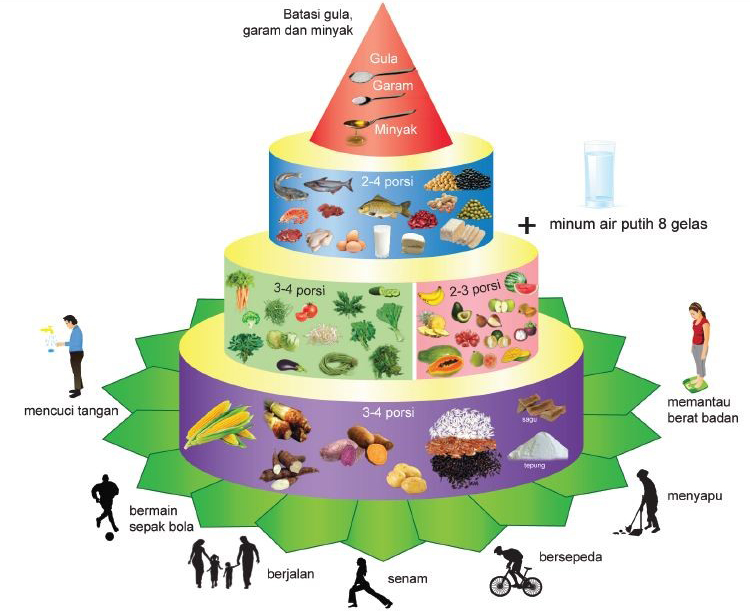 Batasi gula,
garam dan minyak
Gula
Garam
Minyak
2-4 porsi
+
minum air putih 8 gelas
3-4 porsi
2-3 porsi
mencuci tangan
memantau
berat badan
3-4 porsi
sagu
tepung
bermain
sepak bola
menyapu
berjalan
senam
bersepeda